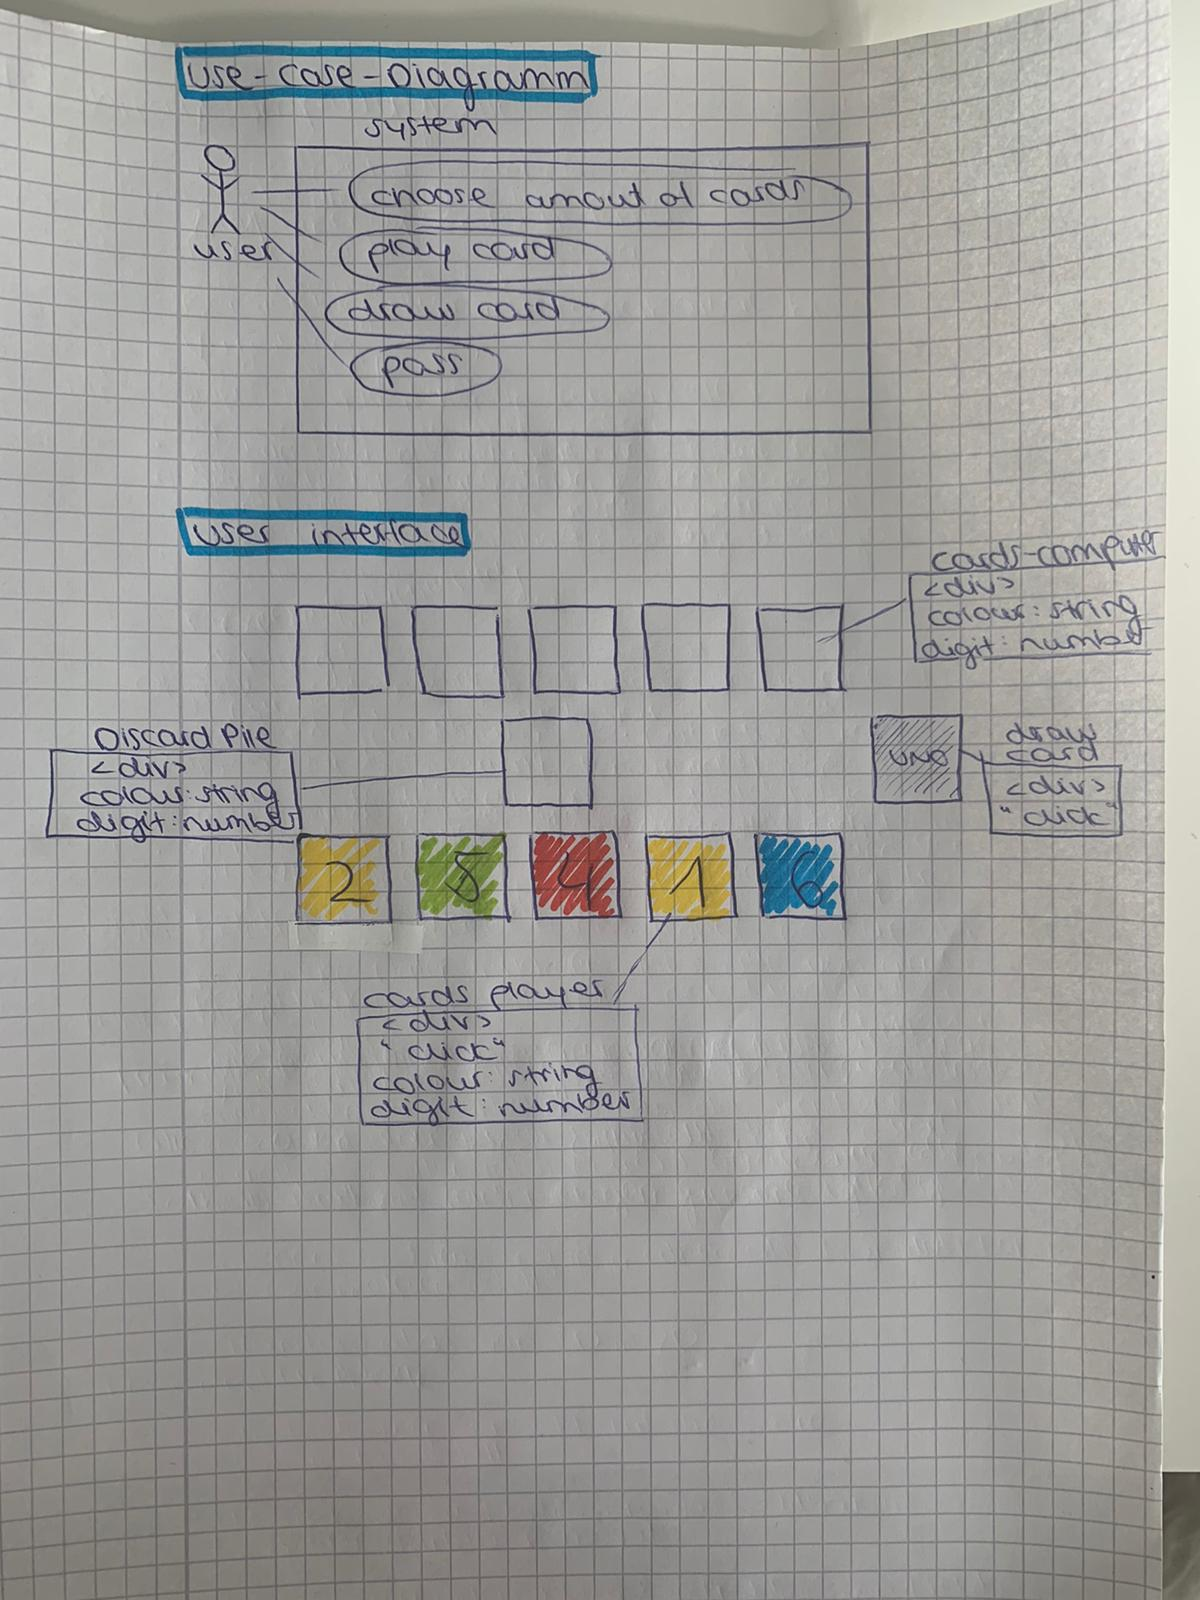 Use-Case-Diagramm
system
choose amout of cards
user
play card
draw card
pass
User interface
cards-computer
<div>
colour: string
digit: number
Discard Pile
<div>
colour: string
digit: number
UNO
draw
card
<div>
"click"
2 5 4 1 6
cards player
<div>
"click"
colour: string
digit: number